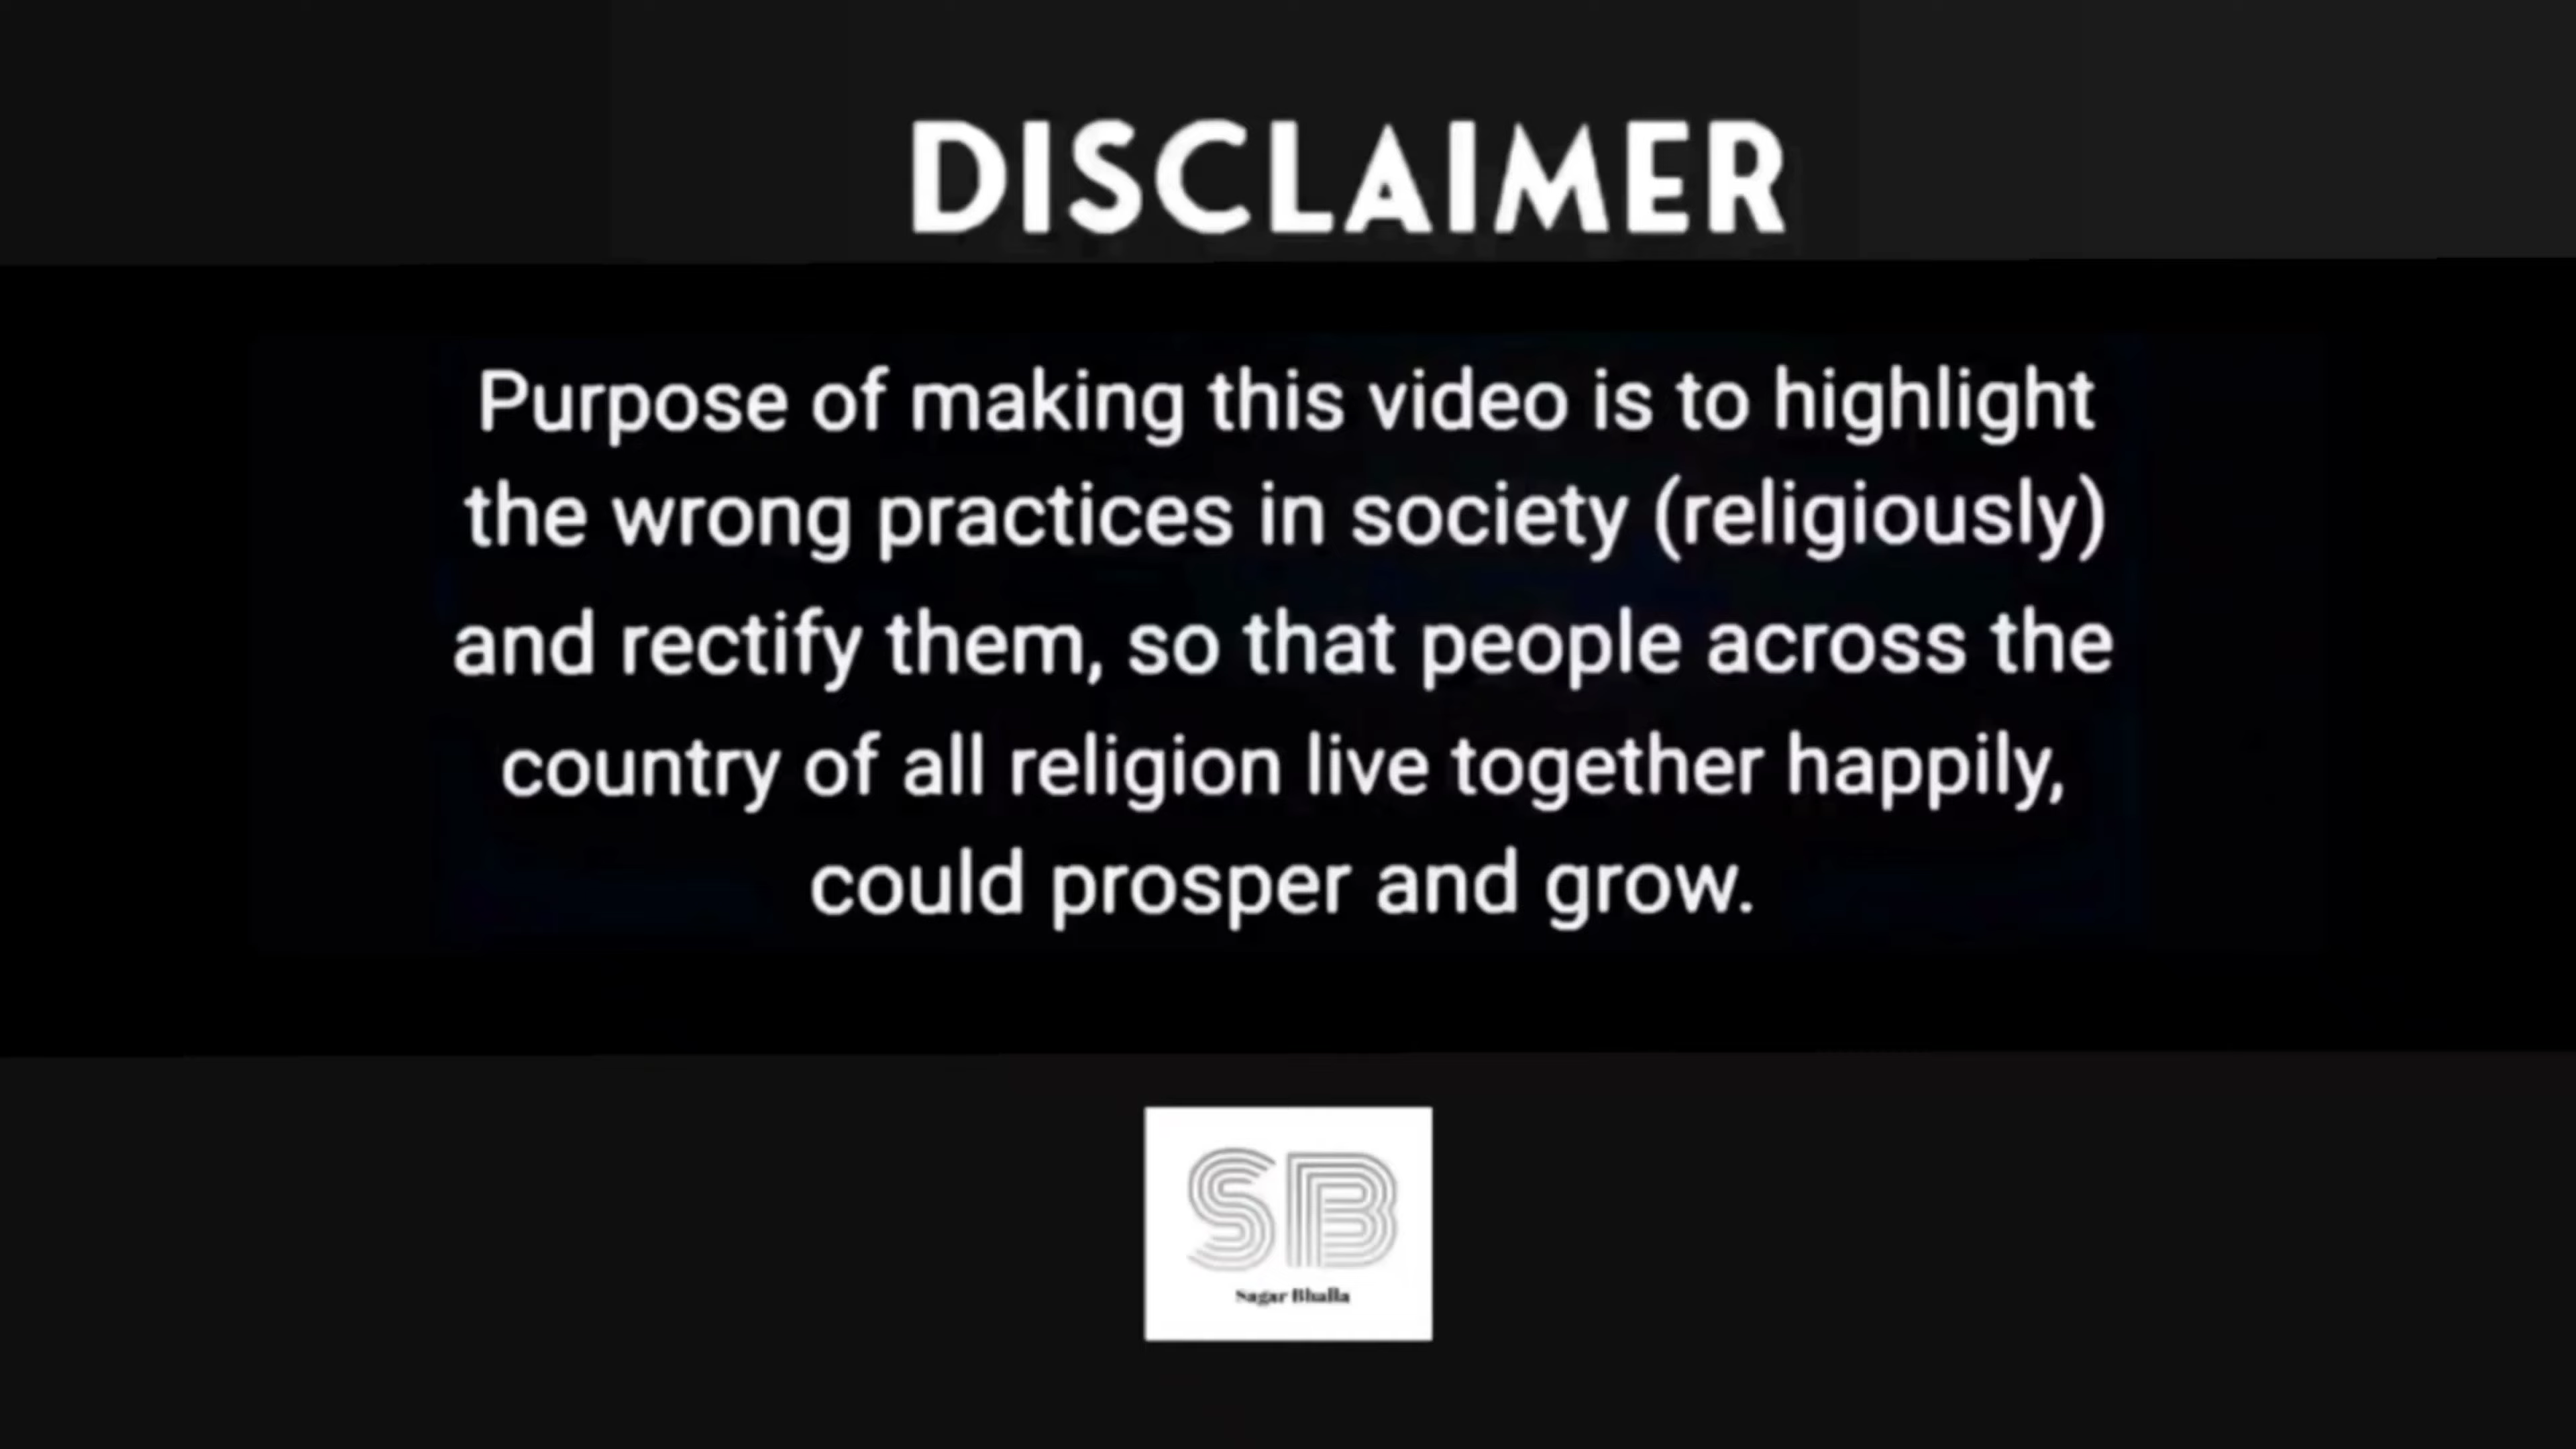 DISCLAIMER
Purpose of making this video is to highlight
the wrong practices in society (religiously)
and rectify them, so that people across the
country of all religion live together happily,
could prosper and grow.
SB
Sagar Bhalla